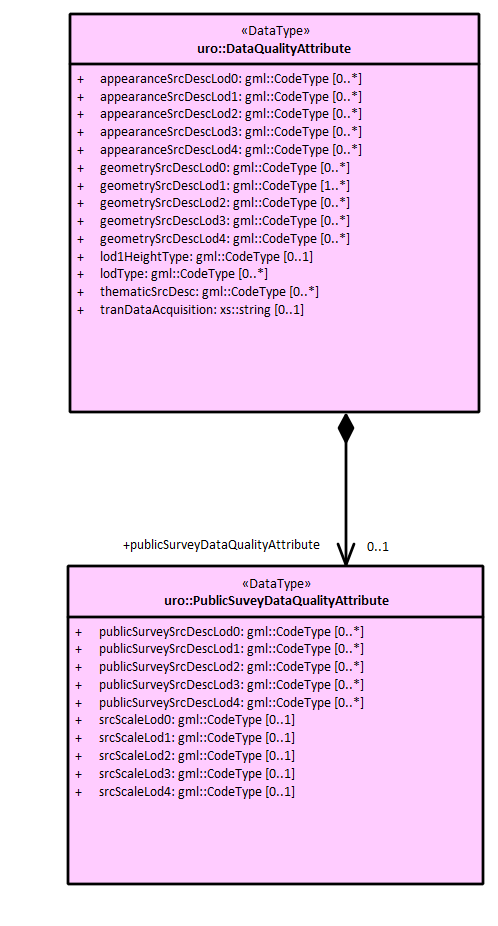 «DataType»
uro::DataQualityAttribute
+ appearanceSrcDescLod0: gml::CodeType [0..*]
+ appearanceSrcDescLod1: gml::CodeType [0..*]
+ appearanceSrcDescLod2: gml::CodeType [0..*]
+ appearanceSrcDescLod3: gml::CodeType [0..*]
+ appearanceSrcDescLod4: gml::CodeType [0..*]
+ geometrySrcDescLod0: gml::CodeType [0..*]
+ geometrySrcDescLod1: gml::CodeType [1..*]
+ geometrySrcDescLod2: gml::CodeType [0..*]
+ geometrySrcDescLod3: gml::CodeType [0..*]
+ geometrySrcDescLod4: gml::CodeType [0..*]
+ lod1HeightType: gml::CodeType [0..1]
+ lodType: gml::CodeType [0..*]
+ thematicSrcDesc: gml::CodeType [0..*]
+ tranDataAcquisition: xs::string [0..1]
+publicSurveyDataQualityAttribute 0..1
«DataType»
uro::PublicSuveyDataQualityAttribute
+ publicSurveySrcDescLod0: gml::CodeType [0..*]
+ publicSurveySrcDescLod1: gml::CodeType [0..*]
+ publicSurveySrcDescLod2: gml::CodeType [0..*]
+ publicSurveySrcDescLod3: gml::CodeType [0..*]
+ publicSurveySrcDescLod4: gml::CodeType [0..*]
+ srcScaleLod0: gml::CodeType [0..1]
+ srcScaleLod1: gml::CodeType [0..1]
+ srcScaleLod2: gml::CodeType [0..1]
+ srcScaleLod3: gml::CodeType [0..1]
+ srcScaleLod4: gml::CodeType [0..1]